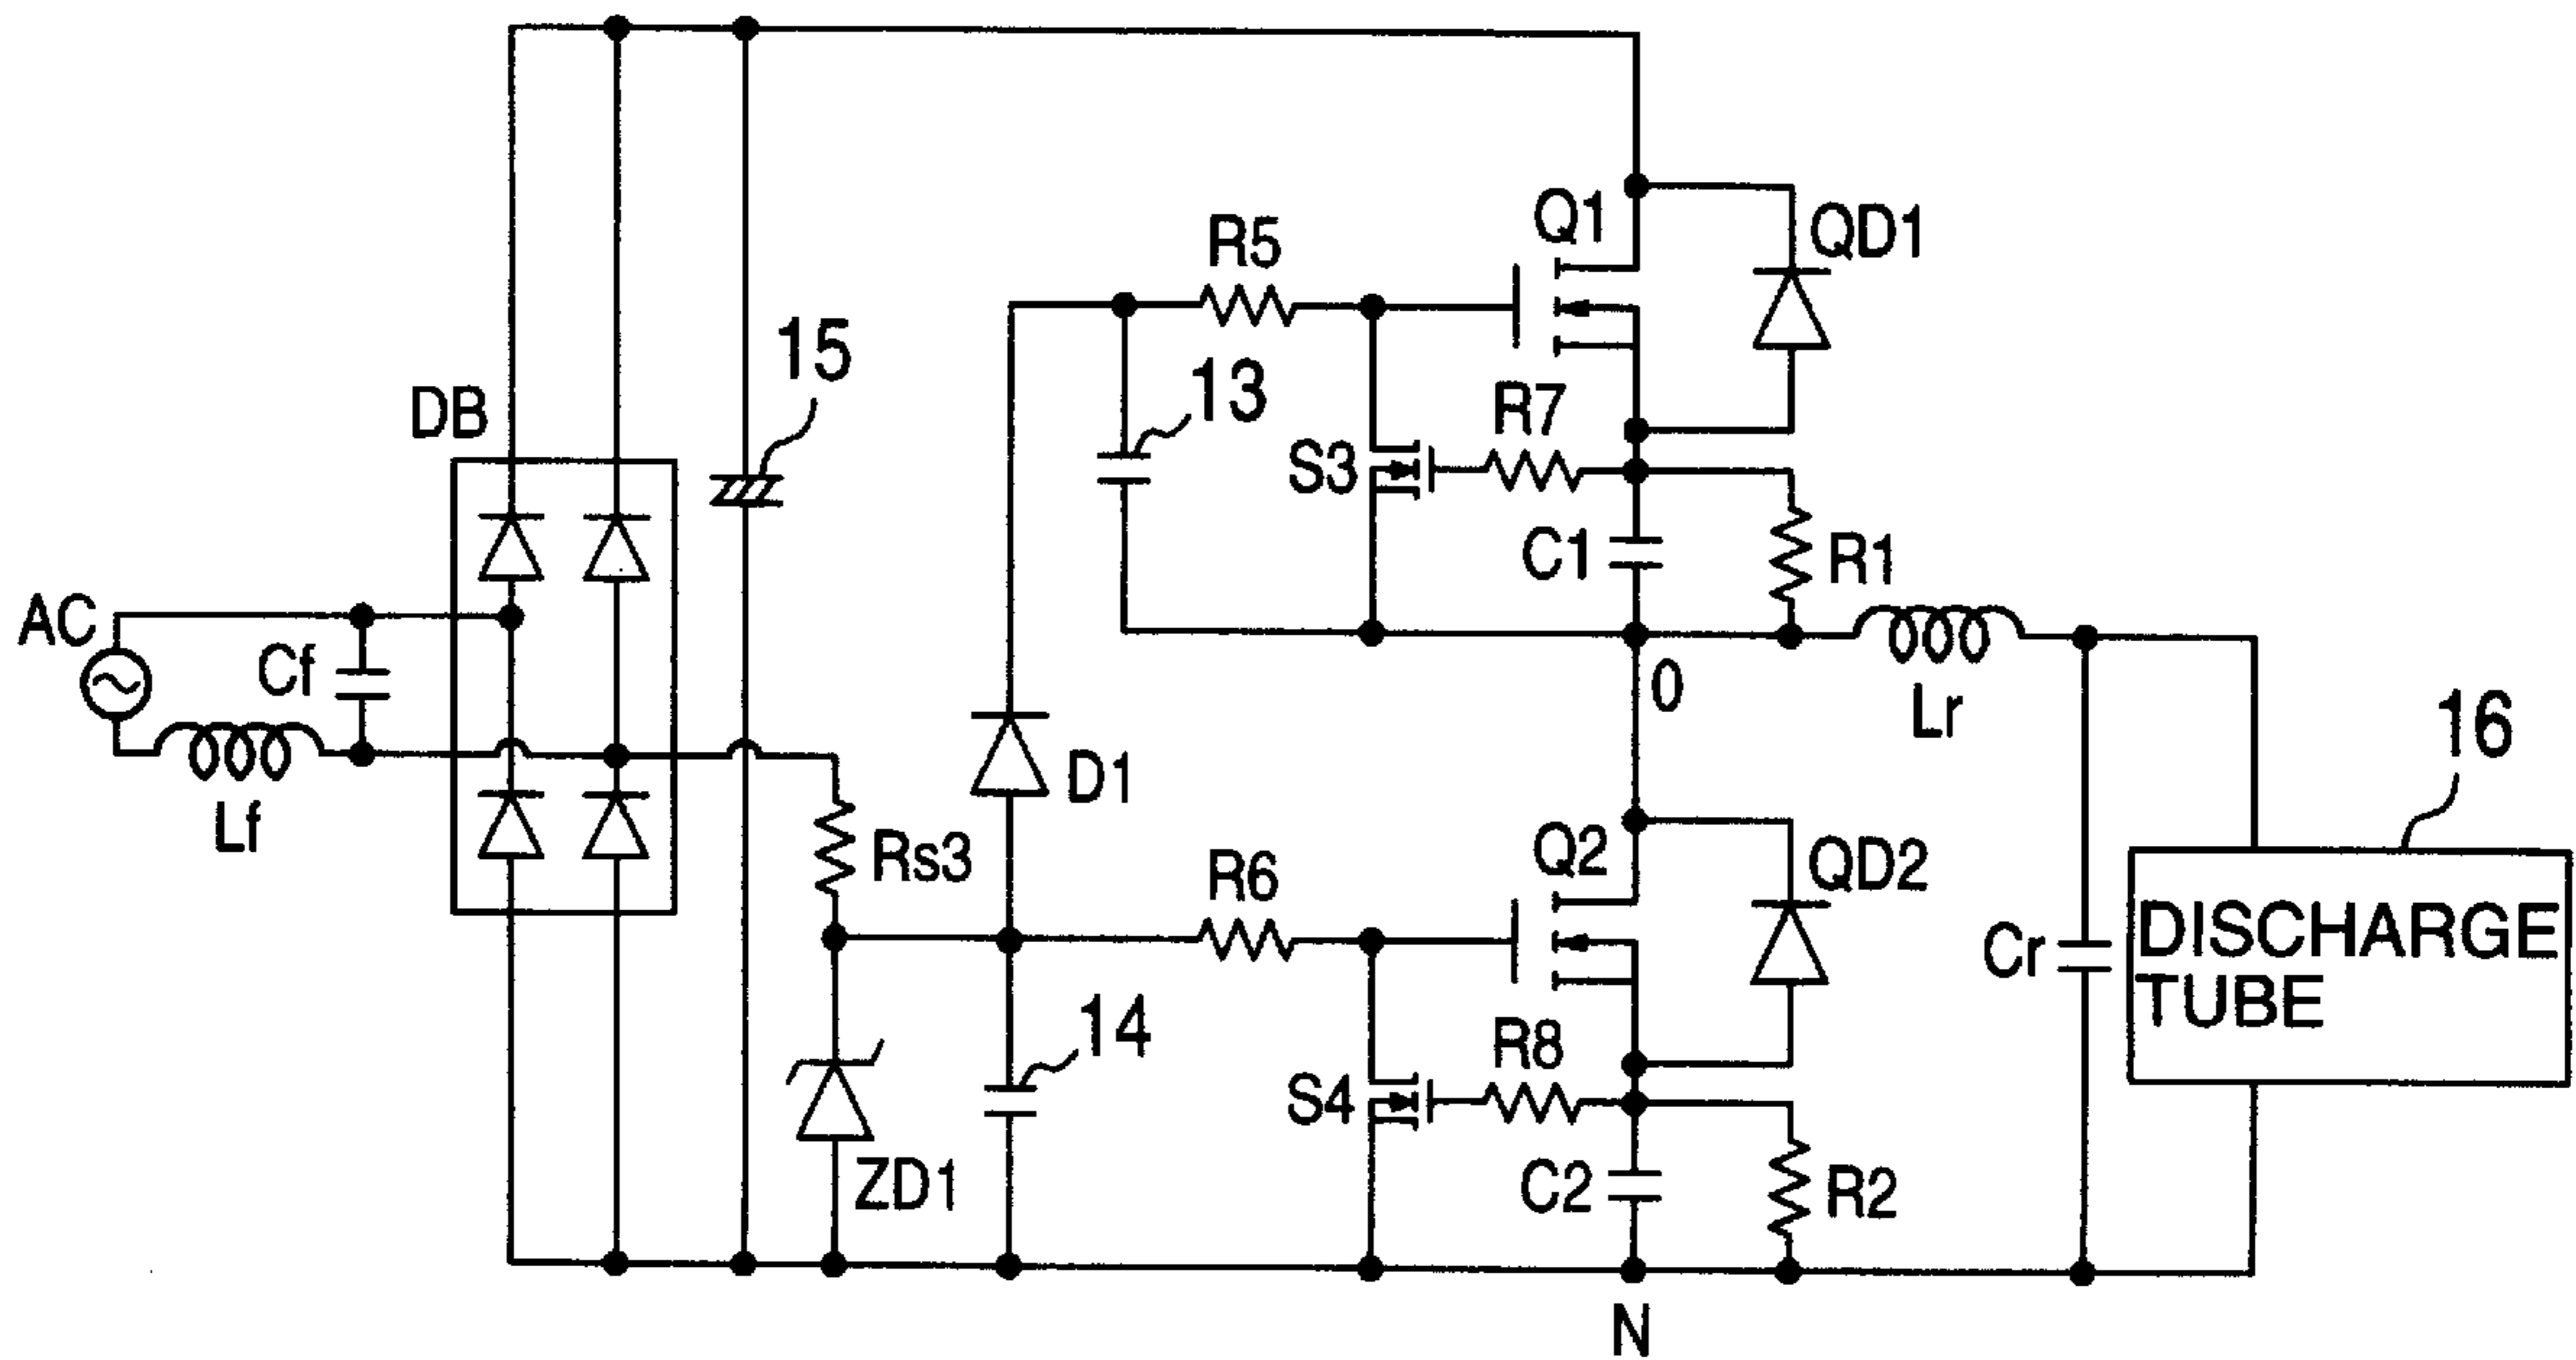 Q1
QD1
R5
15
13
R7
DB
S3
C1
R1
AC
Cf
0
Lr
16
D1
Lf
Rs3
R6
Q2
QD2
DISCHARGE
TUBE
Cr
14
R8
S4
ZD1
C2
R2
N